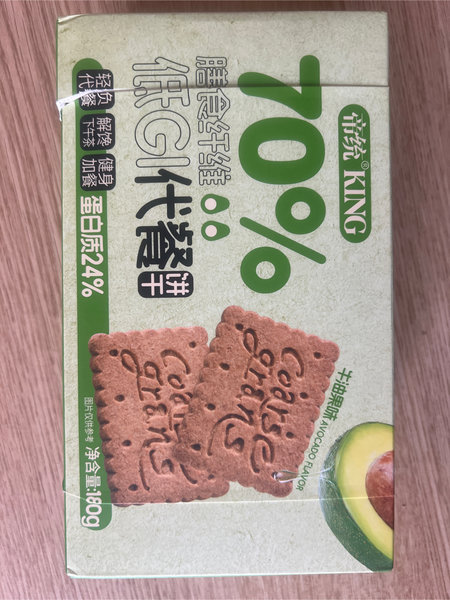 帝统® KING
70%
膳食纤维
低GI代餐
饼干
轻负
代餐
解馋
下午茶
健身
加餐
蛋白质24%
牛油果味 AVOCADO FLAVOR
Coarse
grains
Coarse
grains
图片仅供参考
净含量:180g